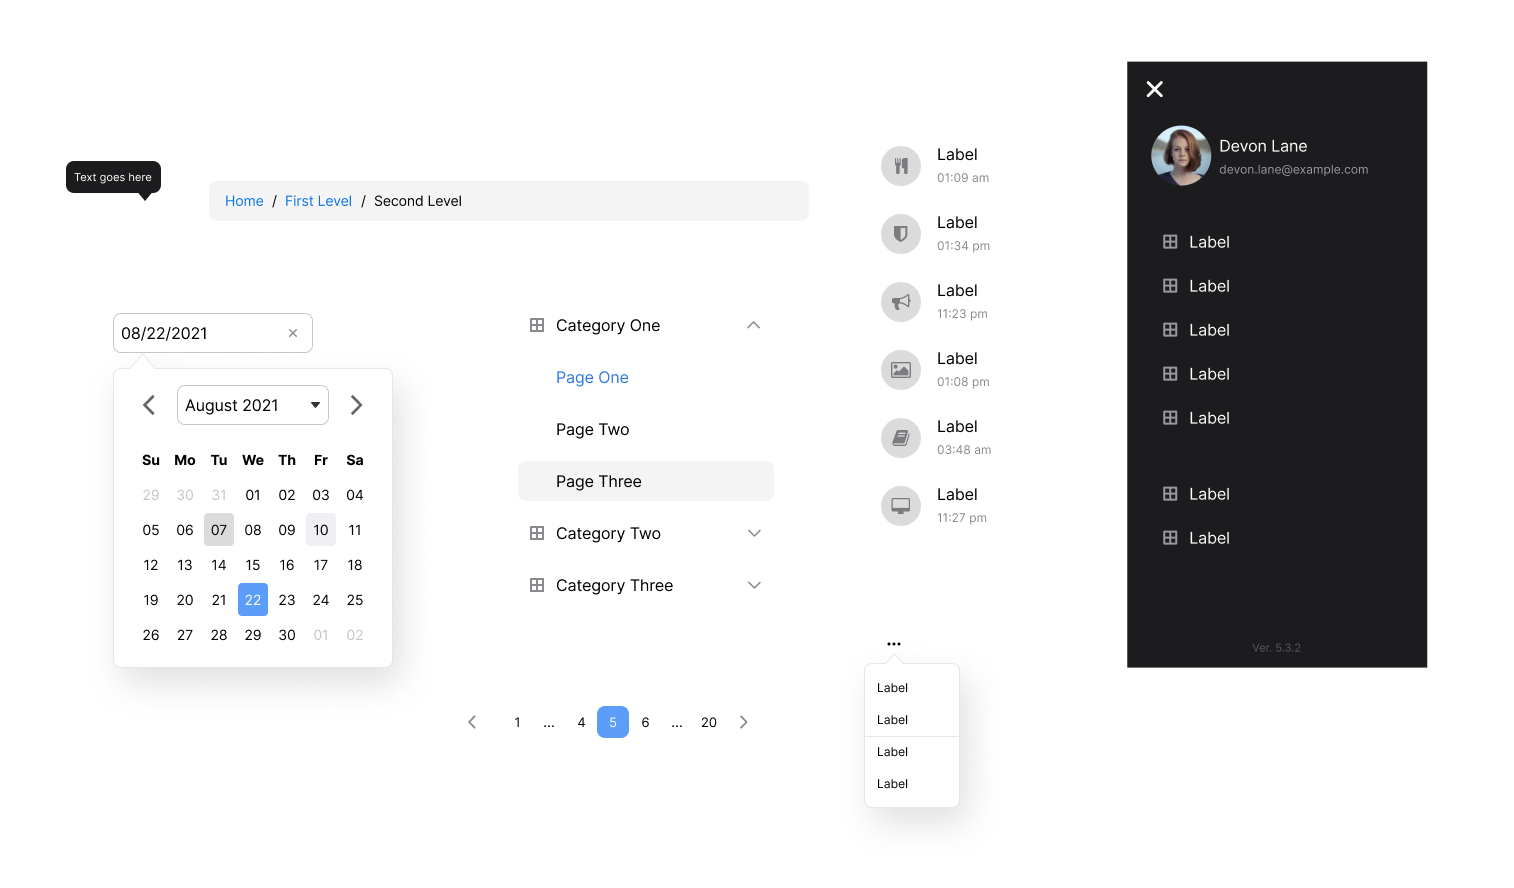 Text goes here
Home / First Level / Second Level
08/22/2021
August 2021
Su Mo Tu We Th Fr Sa
29 30 31 01 02 03 04
05 06 07 08 09 10 11
12 13 14 15 16 17 18
19 20 21 22 23 24 25
26 27 28 29 30 01 02
Category One
Page One
Page Two
Page Three
Category Two
Category Three
1 ... 4 5 6 ... 20
Label
01:09 am
Label
01:34 pm
Label
11:23 pm
Label
01:08 pm
Label
03:48 am
Label
11:27 pm
Label
Label
Label
Label
Devon Lane
devon.lane@example.com
Label
Label
Label
Label
Label
Label
Label
Ver. 5.3.2